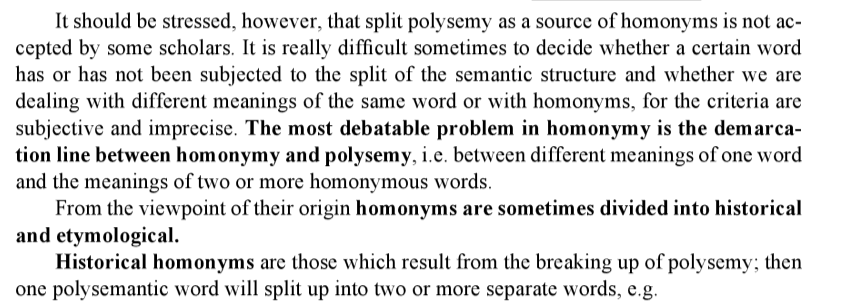 It should be stressed, however, that split polysemy as a source of homonyms is not ac-
cepted by some scholars. It is really difficult sometimes to decide whether a certain word
has or has not been subjected to the split of the semantic structure and whether we are
dealing with different meanings of the same word or with homonyms, for the criteria are
subjective and imprecise. The most debatable problem in homonymy is the demarca-
tion line between homonymy and polysemy, i.e. between different meanings of one word
and the meanings of two or more homonymous words.
From the viewpoint of their origin homonyms are sometimes divided into historical
and etymological.
Historical homonyms are those which result from the breaking up of polysemy; then
one polysemantic word will split up into two or more separate words, e.g.